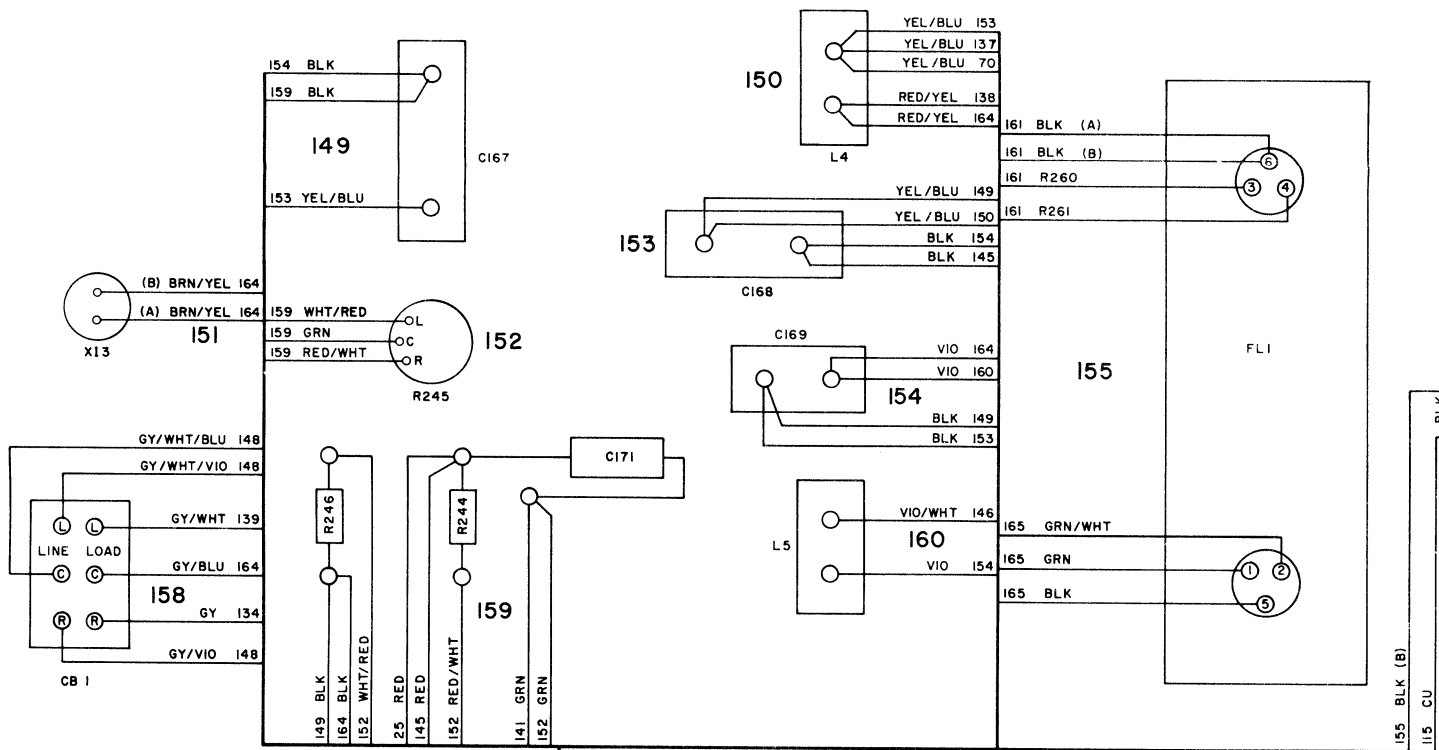 154 BLK
159 BLK
149
C167
153 YEL/BLU
YEL/BLU 153
YEL/BLU 137
YEL/BLU 70
150
RED/YEL 138
RED/YEL 164
L4
161 BLK (A)
161 BLK (B)
161 R260
161 R261
6
3
4
YEL/BLU 149
YEL/BLU 150
153
BLK 154
BLK 145
C168
(B) BRN/YEL 164
(A) BRN/YEL 164
151
X13
159 WHT/RED
159 GRN
159 RED/WHT
L
C
R
152
R245
C169
VIO 164
VIO 160
154
BLK 149
BLK 153
155
FL1
GY/WHT/BLU 148
GY/WHT/VIO 148
L
L
GY/WHT 139
LINE LOAD
C
C
GY/BLU 164
158
R
R
GY 134
GY/VIO 148
CB 1
R246
R244
C171
159
149 BLK
164 BLK
152 WHT/RED
25 RED
145 RED
152 RED/WHT
141 GRN
152 GRN
VIO/WHT 146
L5
160
VIO 154
165 GRN/WHT
165 GRN
165 BLK
1
2
5
155 BLK (B)
115 CU
BLK